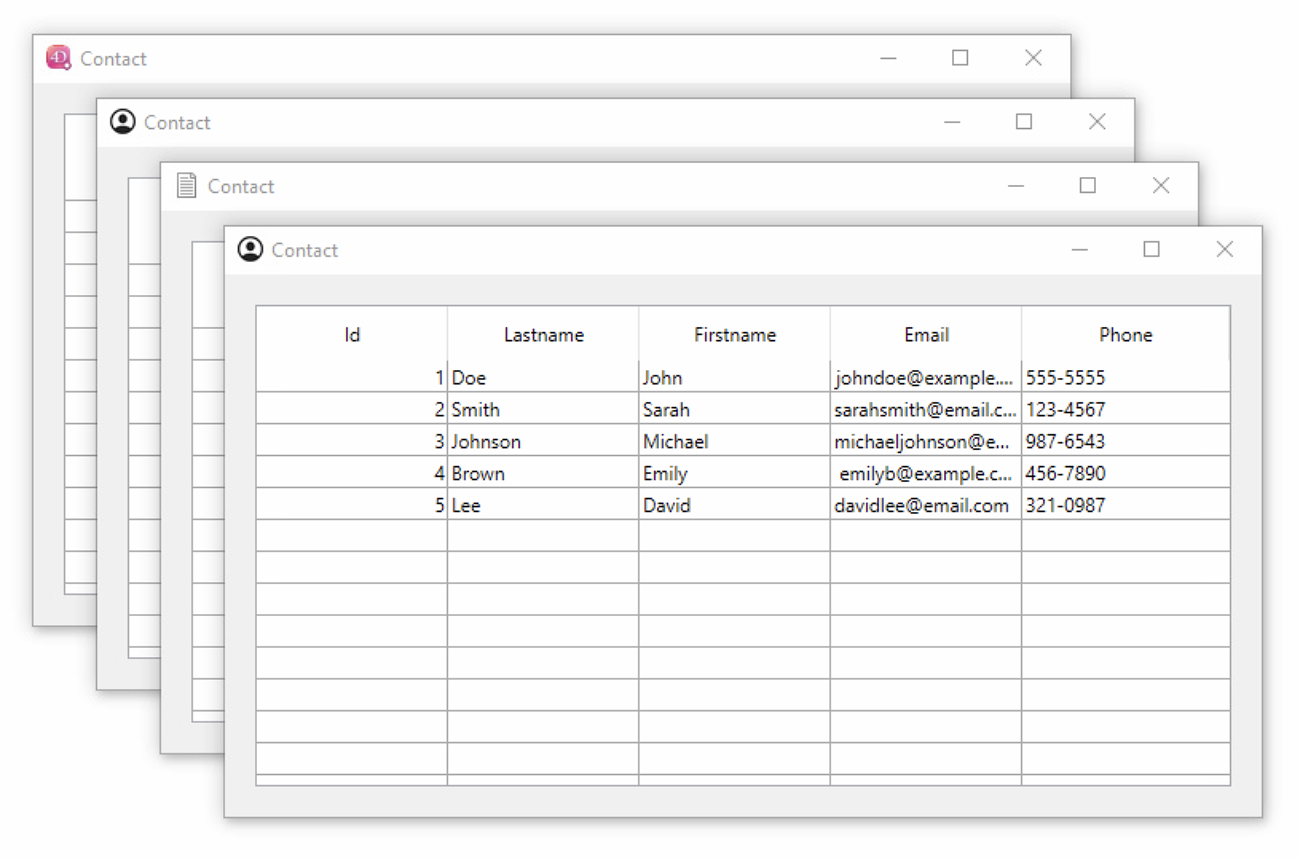 4D Contact
Contact
Contact
Contact
Id Lastname Firstname Email Phone
1 Doe John johndoe@example.... 555-5555
2 Smith Sarah sarahsmith@email.c... 123-4567
3 Johnson Michael michaeljohnson@e... 987-6543
4 Brown Emily emilyb@example.c... 456-7890
5 Lee David davidlee@email.com 321-0987